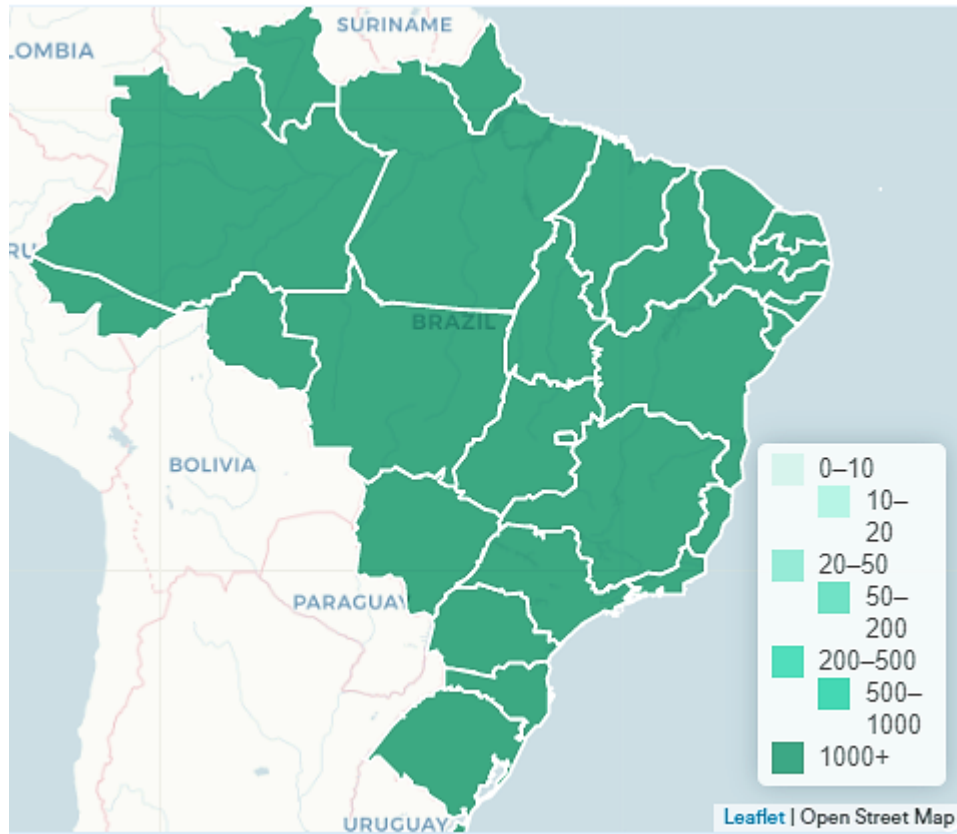 SURINAME
LOMBIA
RU
BRAZIL
BOLIVIA
PARAGUAY
URUGUAY
0–10
10–
20
20–50
50–
200
200–500
500–
1000
1000+
Leaflet | Open Street Map